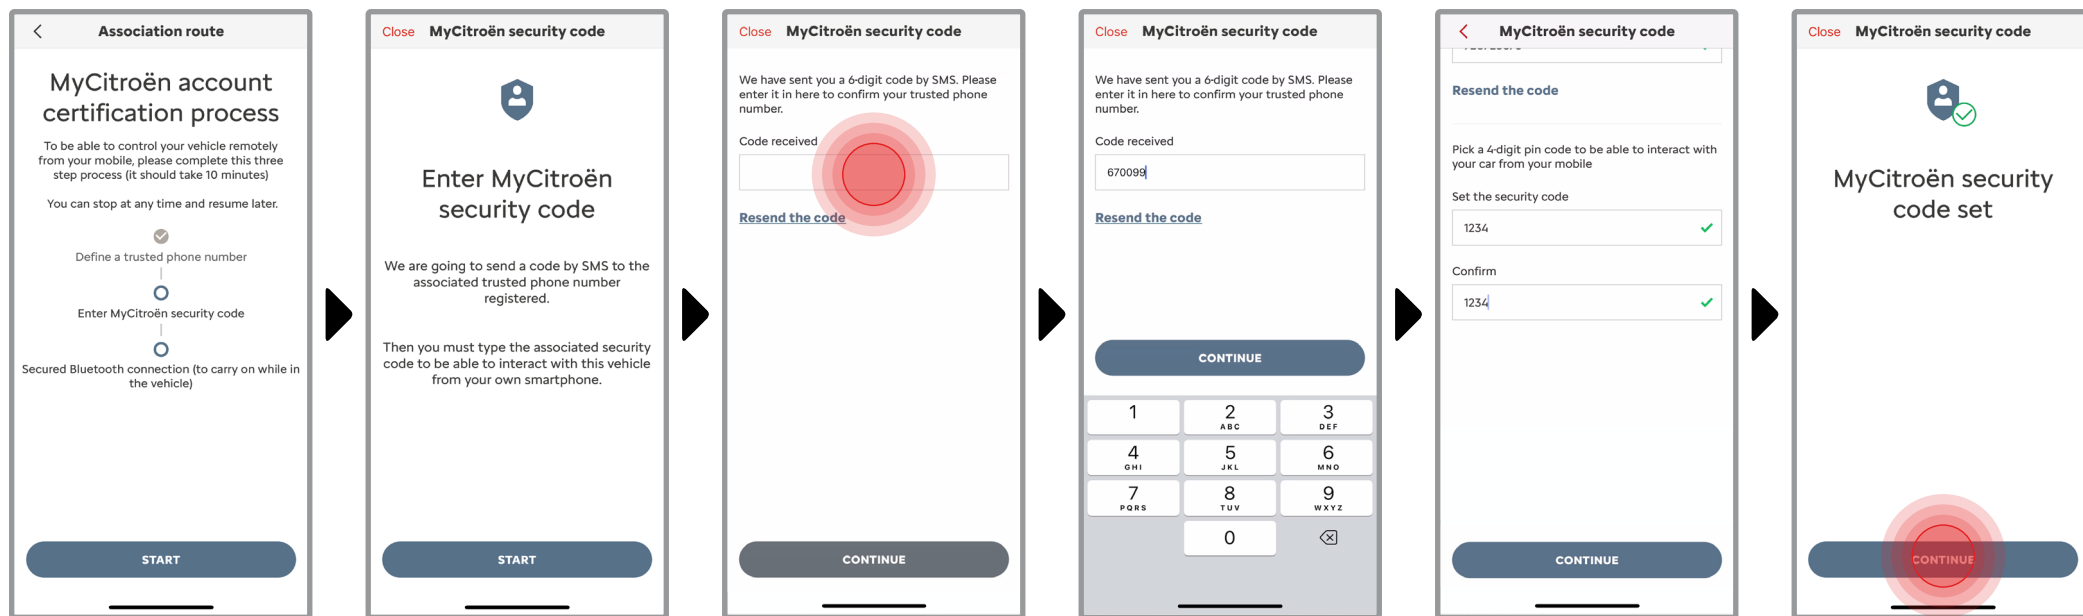 Association route
MyCitroën account
certification process
To be able to control your vehicle remotely
from your mobile, please complete this three
step process (it should take 10 minutes)
You can stop at any time and resume later.
Define a trusted phone number
Enter MyCitroën security code
Secured Bluetooth connection (to carry on while in
the vehicle)
START
Close MyCitroën security code
Enter MyCitroën
security code
We are going to send a code by SMS to the
associated trusted phone number
registered.
Then you must type the associated security
code to be able to interact with this vehicle
from your own smartphone.
START
Close MyCitroën security code
We have sent you a 6-digit code by SMS. Please
enter it in here to confirm your trusted phone
number.
Code received
Resend the code
CONTINUE
Close MyCitroën security code
We have sent you a 6-digit code by SMS. Please
enter it in here to confirm your trusted phone
number.
Code received
670099
Resend the code
CONTINUE
1 2 3
ABC DEF
4 5 6
GHI JKL MNO
7 8 9
PQRS TUV WXYZ
0
MyCitroën security code
Resend the code
Pick a 4-digit pin code to be able to interact with
your car from your mobile
Set the security code
1234
Confirm
1234
CONTINUE
Close MyCitroën security code
MyCitroën security
code set
CONTINUE